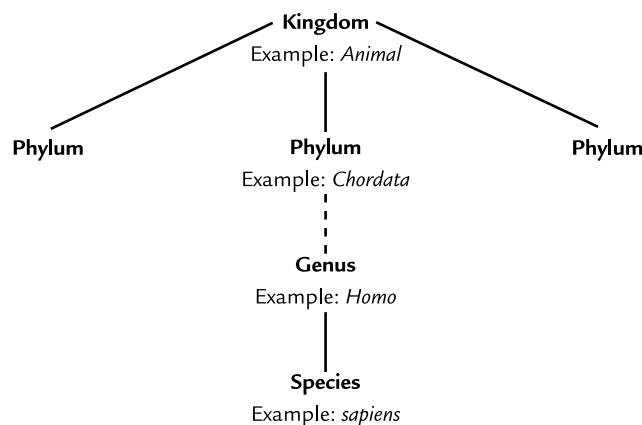 Kingdom
Example: Animal
Phylum
Phylum
Phylum
Example: Chordata
Genus
Example: Homo
Species
Example: sapiens